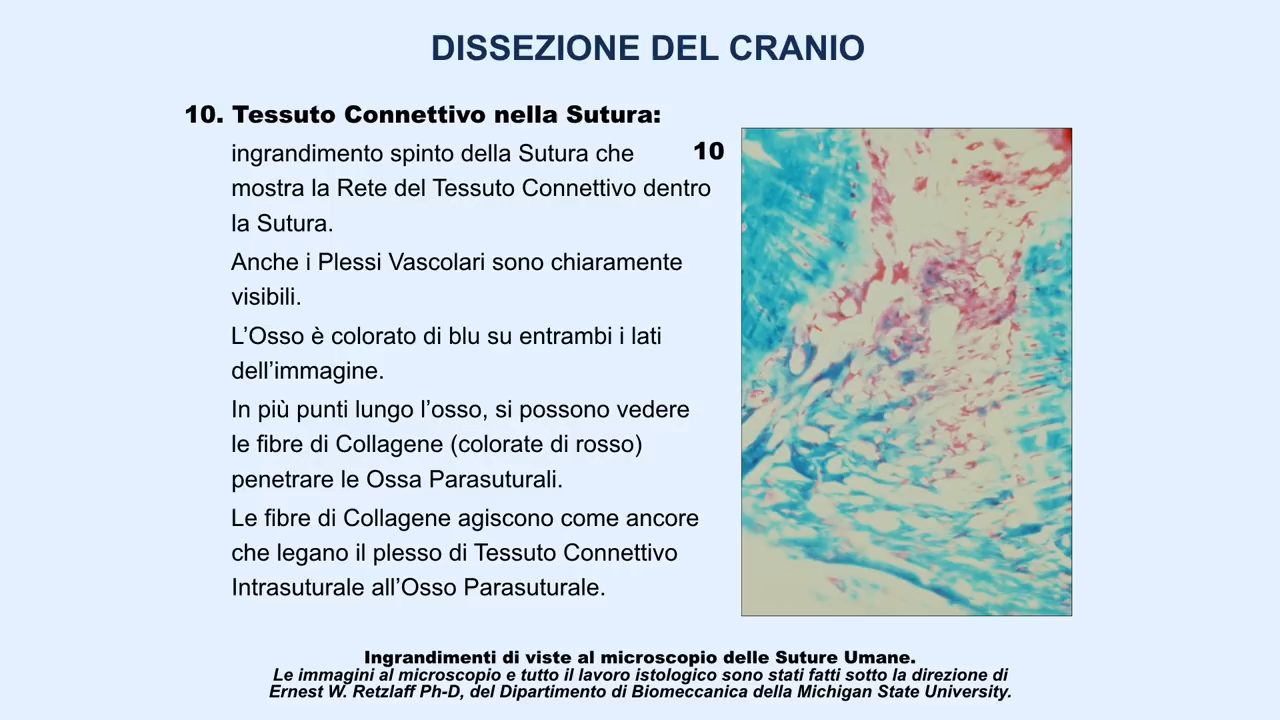 DISSEZIONE DEL CRANIO
10. Tessuto Connettivo nella Sutura:
ingrandimento spinto della Sutura che
mostra la Rete del Tessuto Connettivo dentro
la Sutura.
Anche i Plessi Vascolari sono chiaramente
visibili.
L’Osso è colorato di blu su entrambi i lati
dell’immagine.
In più punti lungo l’osso, si possono vedere
le fibre di Collagene (colorate di rosso)
penetrare le Ossa Parasuturali.
Le fibre di Collagene agiscono come ancore
che legano il plesso di Tessuto Connettivo
Intrasuturale all’Osso Parasuturale.
10
Ingrandimenti di viste al microscopio delle Suture Umane.
Le immagini al microscopio e tutto il lavoro istologico sono stati fatti sotto la direzione di
Ernest W. Retzlaff Ph-D, del Dipartimento di Biomeccanica della Michigan State University.